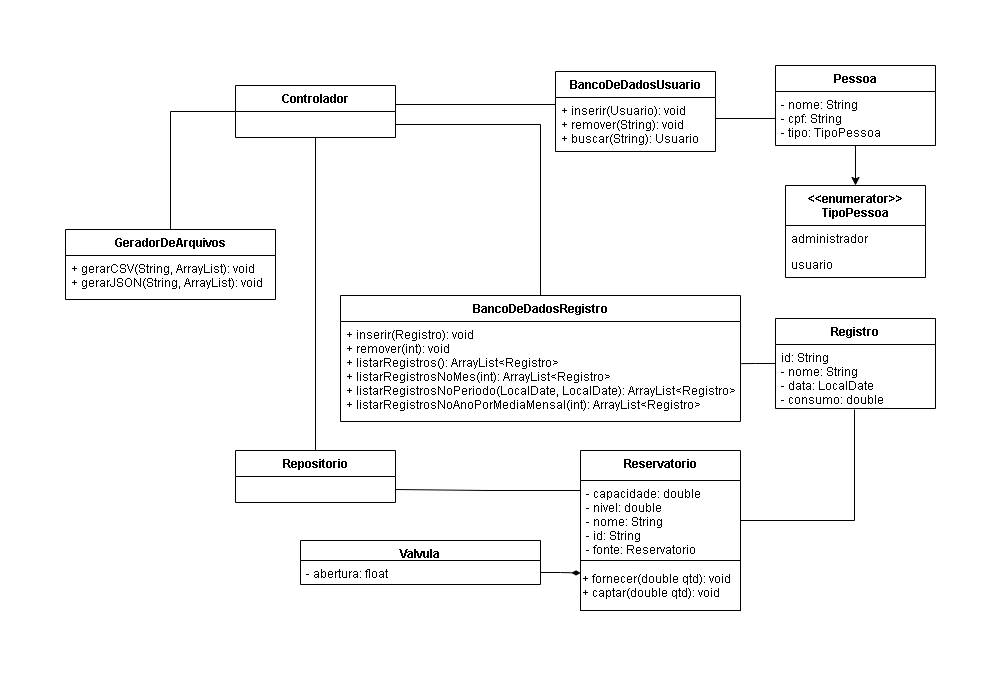 Controlador
BancoDeDadosUsuario
+ inserir(Usuario): void
+ remover(String): void
+ buscar(String): Usuario
Pessoa
- nome: String
- cpf: String
- tipo: TipoPessoa
<<enumerator>>
TipoPessoa
administrador
usuario
GeradorDeArquivos
+ gerarCSV(String, ArrayList): void
+ gerarJSON(String, ArrayList): void
BancoDeDadosRegistro
+ inserir(Registro): void
+ remover(int): void
+ listarRegistros(): ArrayList<Registro>
+ listarRegistrosNoMes(int): ArrayList<Registro>
+ listarRegistrosNoPeriodo(LocalDate, LocalDate): ArrayList<Registro>
+ listarRegistrosNoAnoPorMediaMensal(int): ArrayList<Registro>
Registro
id: String
- nome: String
- data: LocalDate
- consumo: double
Repositorio
Reservatorio
- capacidade: double
- nivel: double
- nome: String
- id: String
- fonte: Reservatorio
+ fornecer(double qtd): void
+ captar(double qtd): void
Valvula
- abertura: float